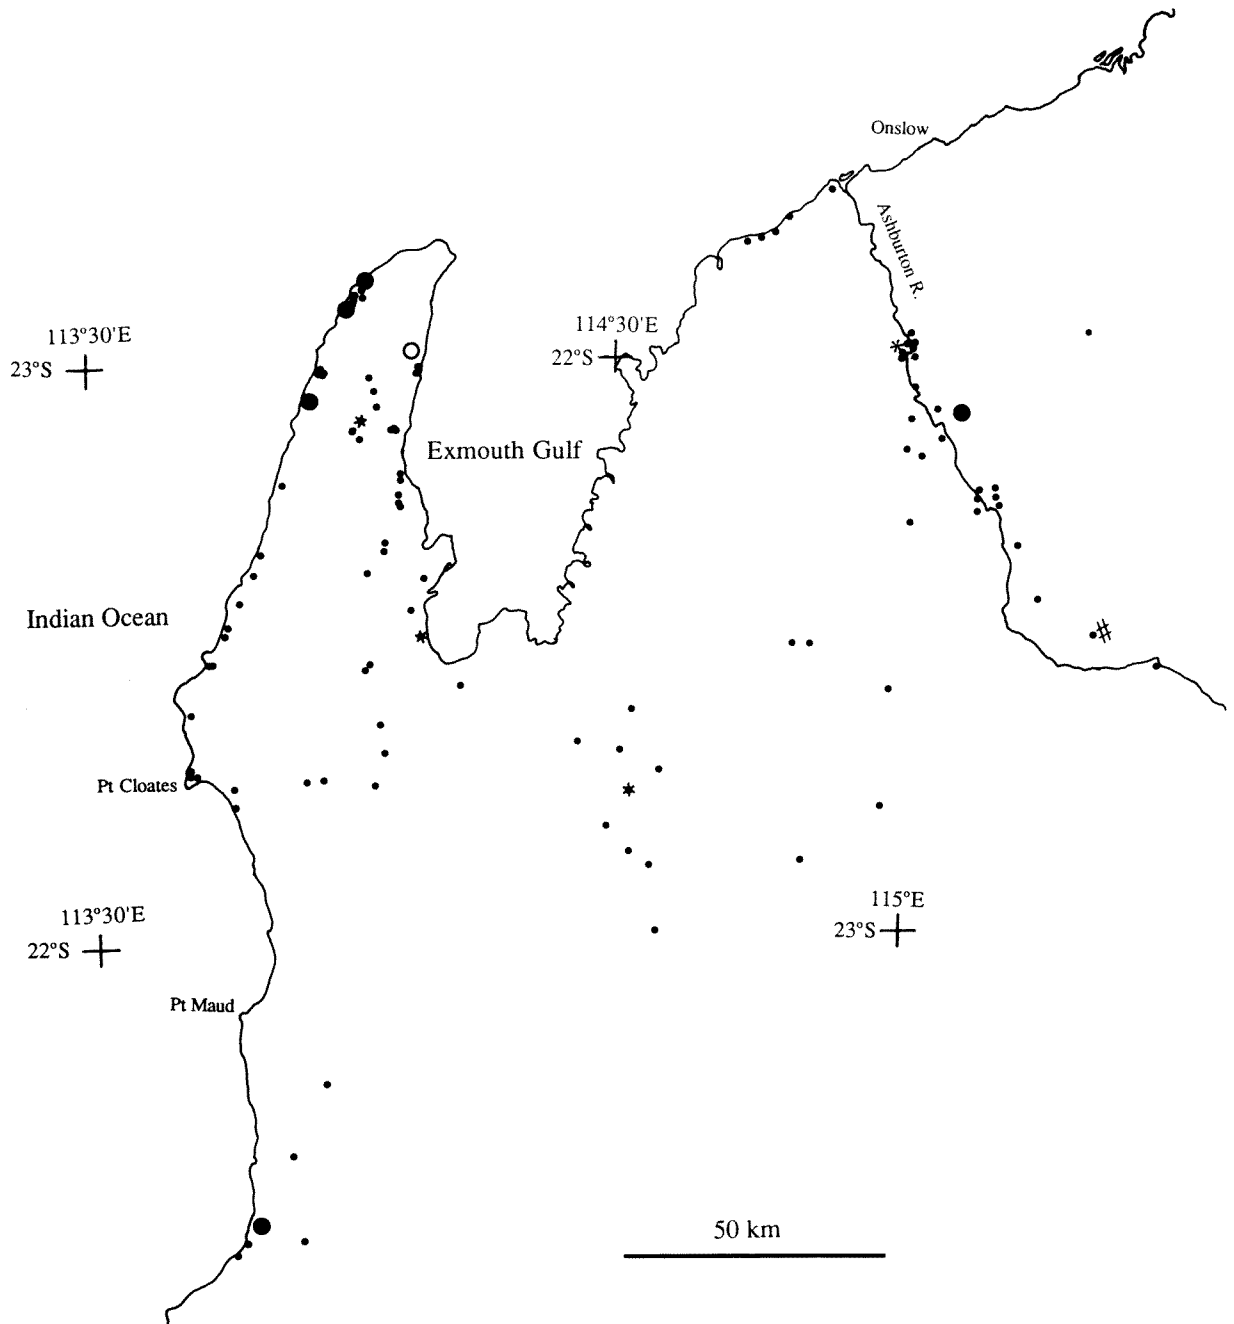 Onslow
Ashburton R.
113°30'E
23°S
114°30'E
22°S
Exmouth Gulf
Indian Ocean
Pt Cloates
#
113°30'E
22°S
115°E
23°S
Pt Maud
50 km